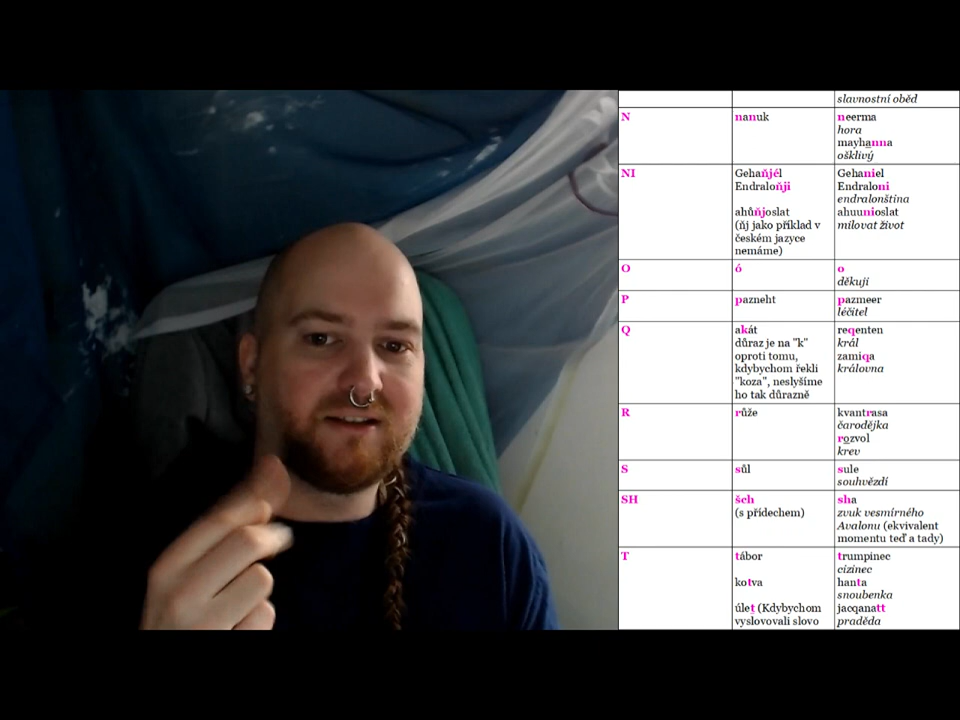 slavnostní oběd
N nanuk neerma
hora
mayhanna
ošklivý
NI Gehaňjél Gehaniel
Endraloňji Endraloni
endralonština
ahůňjoslat ahuunioslat
(ňj jako příklad v milovat život
českém jazyce
nemáme)
O ó o
děkuji
P pazneht pazmeer
léčitel
Q akát reqenten
důraz je na "k" král
oproti tomu, zamiqa
kdybychom řekli královna
"koza", neslyšíme
ho tak důrazně
R růže kvantrasa
čarodějka
rozvol
krev
S sůl sule
souhvězdí
SH šch sha
(s přídechem) zvuk vesmírného
Avalonu (ekvivalent
momentu teď a tady)
T tábor trumpinec
cizinec
kotva hanta
snoubenka
úlet (Kdybychom jacqanatt
vyslovovali slovo praděda